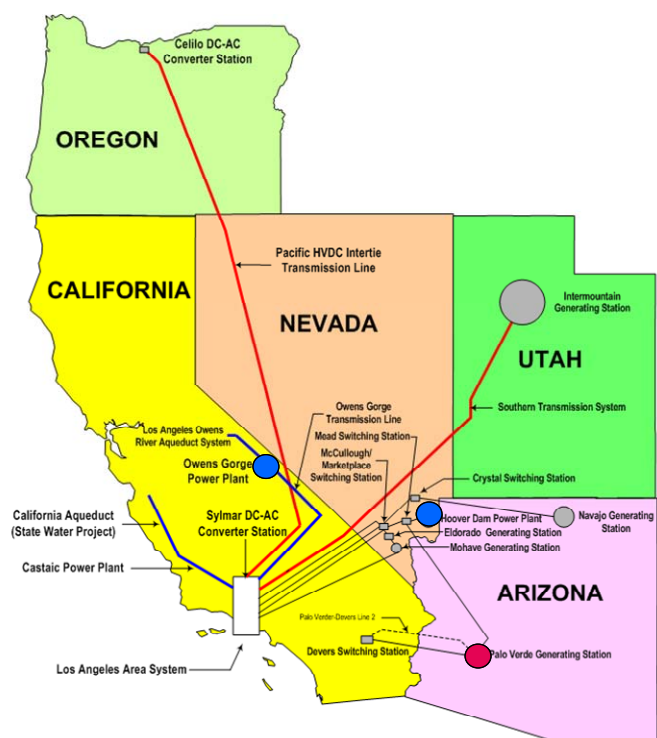 Celilo DC-AC
Converter Station
OREGON
Pacific HVDC Intertie
Transmission Line
CALIFORNIA
NEVADA
Intermountain
Generating Station
UTAH
Owens Gorge
Transmission Line
Southern Transmission System
Los Angeles Owens
River Aqueduct System
Mead Switching Station
McCullough/
Marketplace
Switching Station
Owens Gorge
Power Plant
Crystal Switching Station
California Aqueduct
(State Water Project)
Sylmar DC-AC
Converter Station
Hoover Dam Power Plant
Navajo Generating
Station
Eldorado Generating Station
Mohave Generating Station
Castaic Power Plant
ARIZONA
Palo Verder-Devers Line 2
Devers Switching Station
Palo Verde Generating Station
Los Angeles Area System